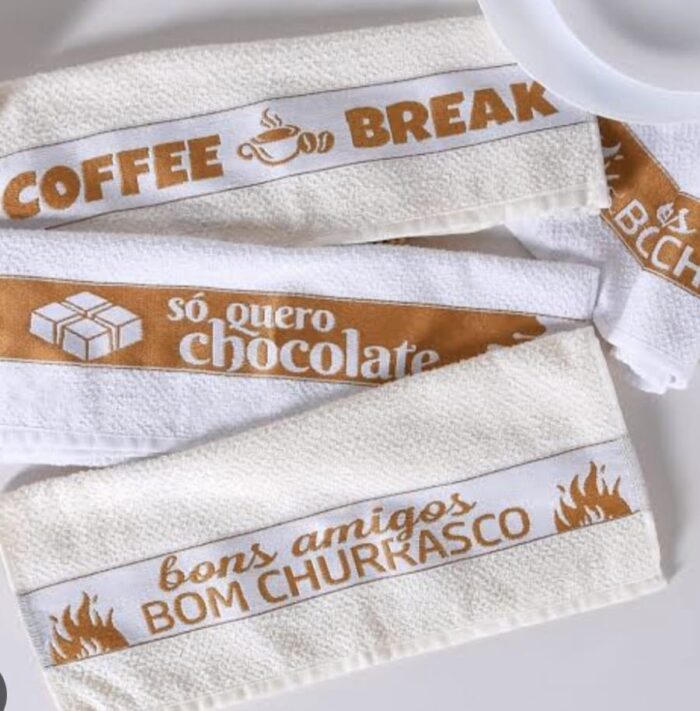 COFFEE BREAK
só quero
chocolate
bons amigos
BOM CHURRASCO